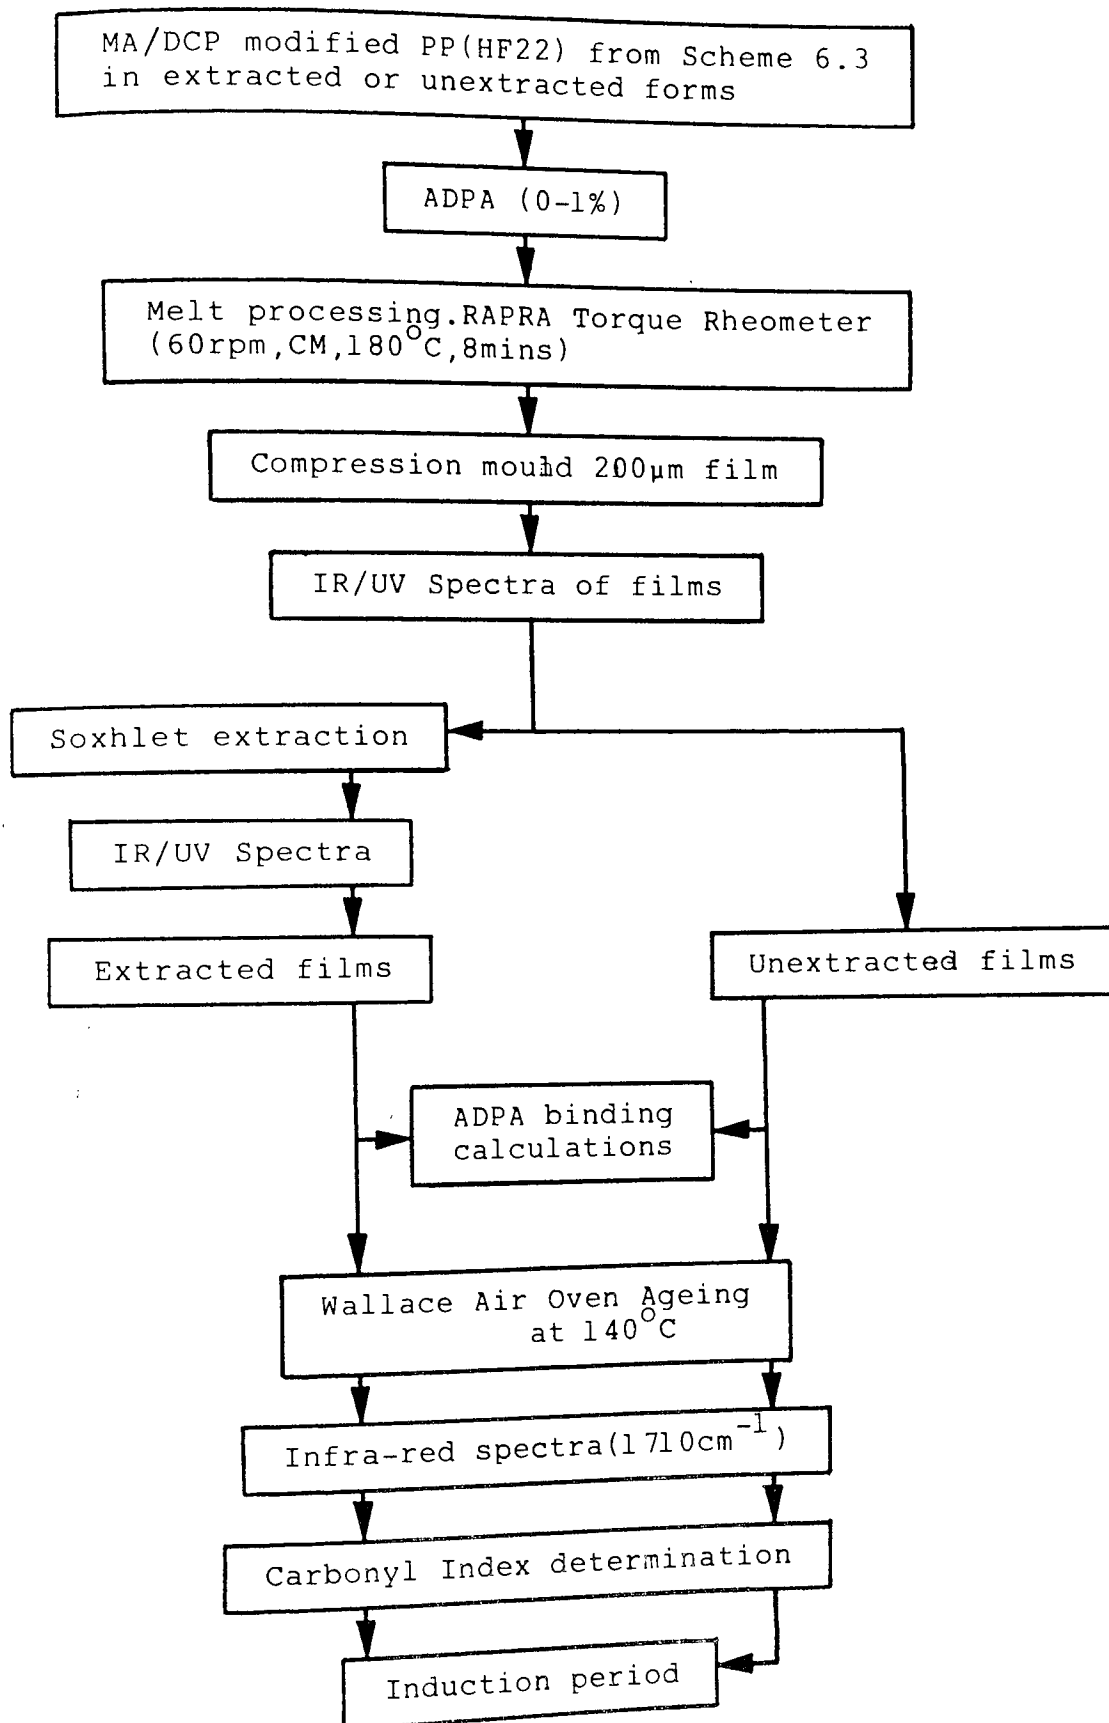 MA/DCP modified PP(HF22) from Scheme 6.3
in extracted or unextracted forms
ADPA (0-1%)
Melt processing.RAPRA Torque Rheometer
(60rpm,CM,180°C,8mins)
Compression mould 200µm film
IR/UV Spectra of films
Soxhlet extraction
IR/UV Spectra
Extracted films
Unextracted films
ADPA binding
calculations
Wallace Air Oven Ageing
at 140°C
Infra-red spectra(1710cm⁻¹)
Carbonyl Index determination
Induction period